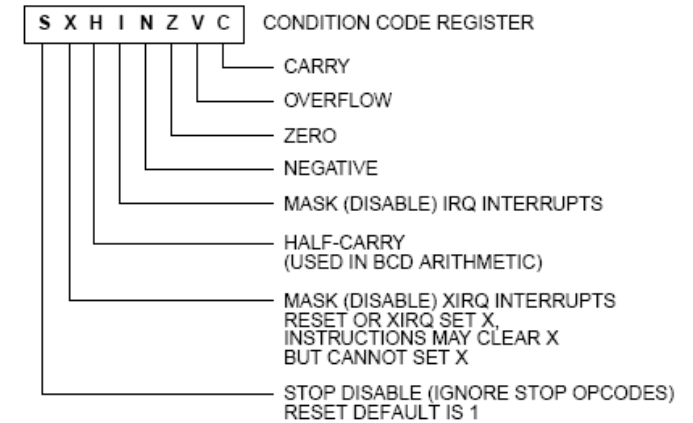 S X H I N Z V C CONDITION CODE REGISTER
CARRY
OVERFLOW
ZERO
NEGATIVE
MASK (DISABLE) IRQ INTERRUPTS
HALF-CARRY
(USED IN BCD ARITHMETIC)
MASK (DISABLE) XIRQ INTERRUPTS
RESET OR XIRQ SET X,
INSTRUCTIONS MAY CLEAR X
BUT CANNOT SET X
STOP DISABLE (IGNORE STOP OPCODES)
RESET DEFAULT IS 1